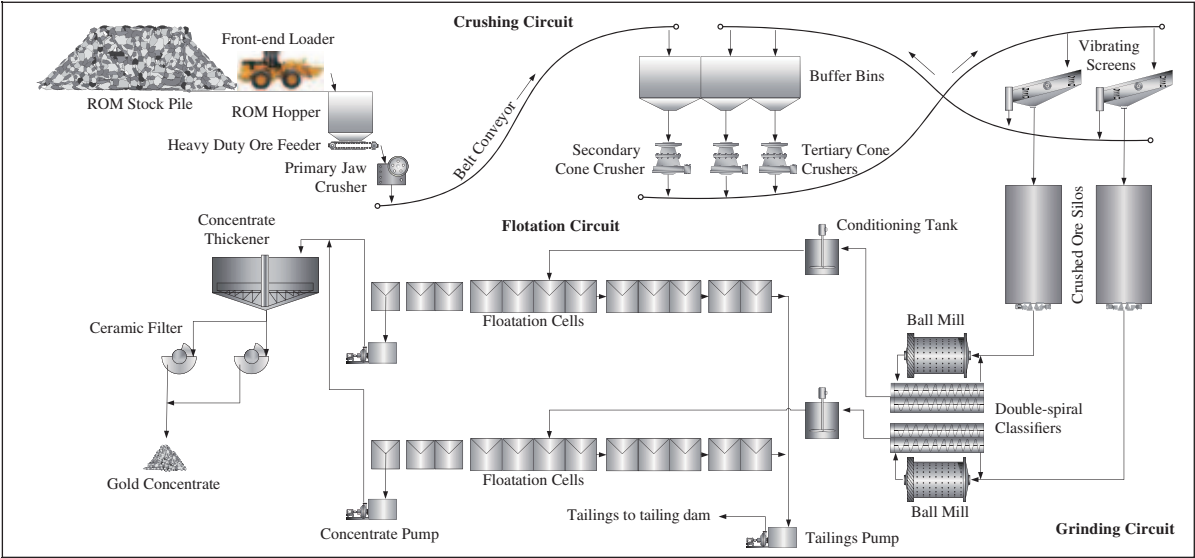 Crushing Circuit
Front-end Loader
ROM Stock Pile
ROM Hopper
Heavy Duty Ore Feeder
Primary Jaw
Crusher
Belt Conveyor
Buffer Bins
Secondary
Cone Crusher
Tertiary Cone
Crushers
Vibrating
Screens
Crushed Ore Silos
Concentrate
Thickener
Flotation Circuit
Conditioning Tank
Floatation Cells
Ceramic Filter
Ball Mill
Double-spiral
Classifiers
Gold Concentrate
Floatation Cells
Ball Mill
Concentrate Pump
Tailings to tailing dam
Tailings Pump
Grinding Circuit